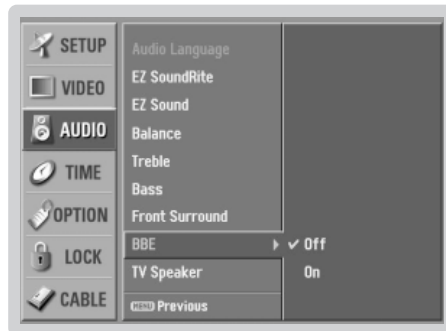 SETUP
VIDEO
AUDIO
TIME
OPTION
LOCK
CABLE
Audio Language
EZ SoundRite
EZ Sound
Balance
Treble
Bass
Front Surround
BBE
TV Speaker
MENU Previous
Off
On